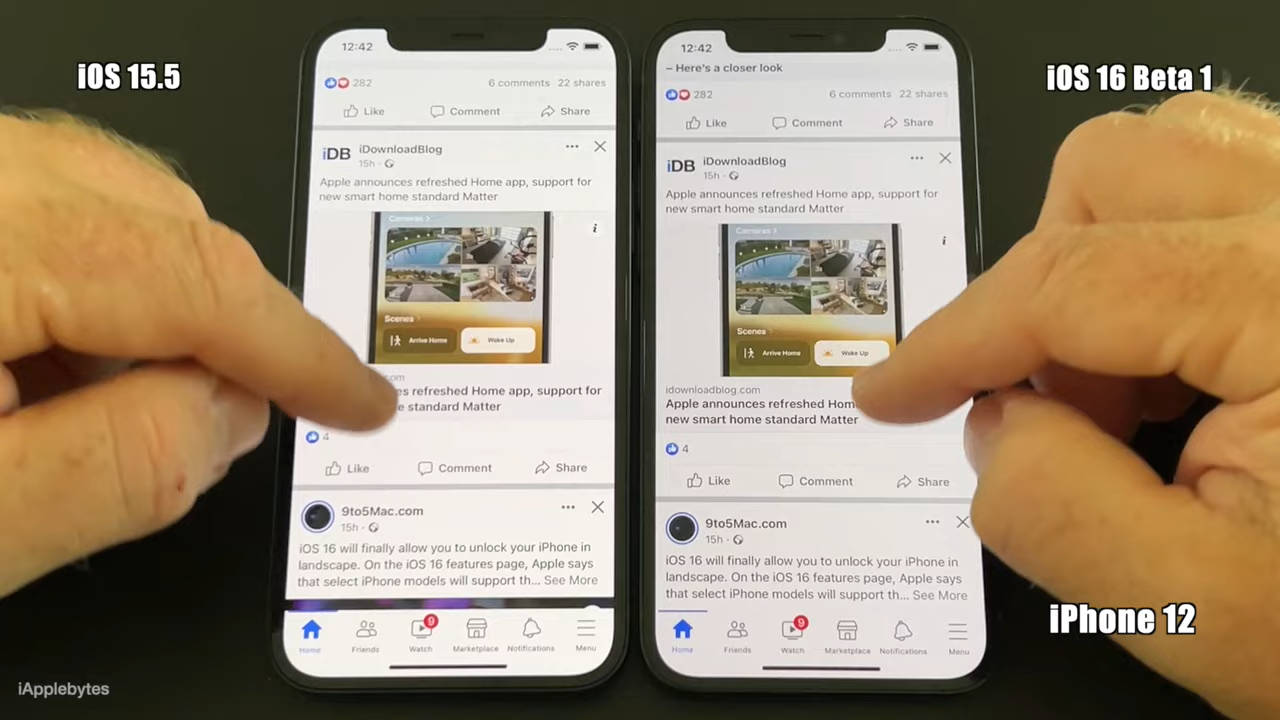 iOS 15.5
12:42
282
6 comments 22 shares
Like Comment Share
iDB iDownloadBlog
15h
Apple announces refreshed Home app, support for
new smart home standard Matter
Cameras >
i
Scenes >
Arrive Home Wake Up
.com
es refreshed Home app, support for
e standard Matter
4
Like Comment Share
9to5Mac.com
15h
iOS 16 will finally allow you to unlock your iPhone in
landscape. On the iOS 16 features page, Apple says
that select iPhone models will support th... See More
9
Home Friends Watch Marketplace Notifications Menu
iOS 16 Beta 1
12:42
– Here's a closer look
282
6 comments 22 shares
Like Comment Share
iDB iDownloadBlog
15h
Apple announces refreshed Home app, support for
new smart home standard Matter
Cameras >
i
Scenes >
Arrive Home Wake Up
idownloadblog.com
Apple announces refreshed Hom
new smart home standard Matter
4
Like Comment Share
9to5Mac.com
15h
iOS 16 will finally allow you to unlock your iPhone in
landscape. On the iOS 16 features page, Apple says
that select iPhone models will support th... See More
9
Home Friends Watch Marketplace Notifications Menu
iPhone 12
iApplebytes